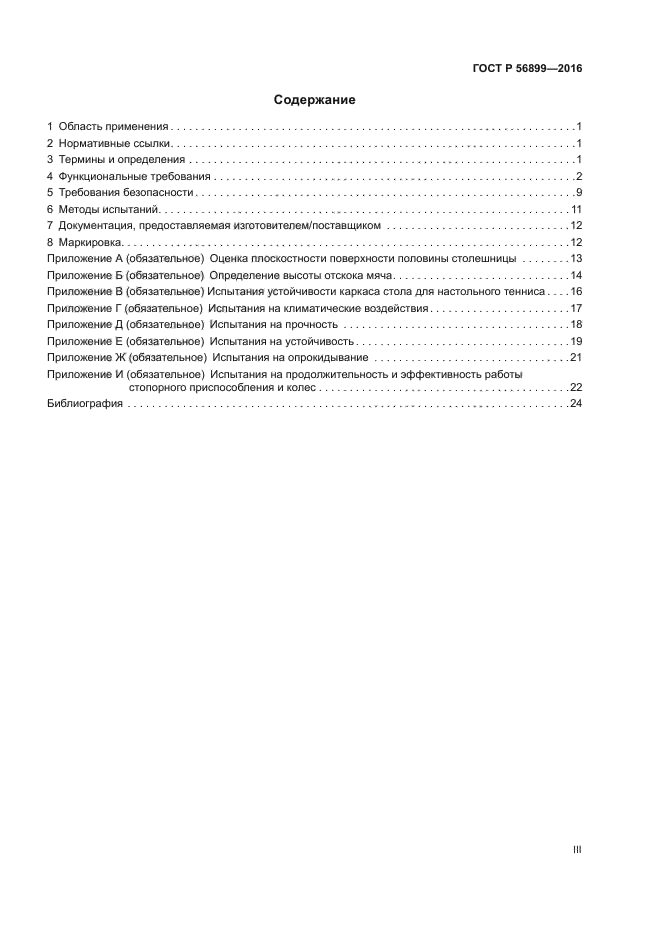 ГОСТ Р 56899—2016
Содержание
1 Область применения . . . . . . . . . . 1
2 Нормативные ссылки. . . . . . . . . . 1
3 Термины и определения . . . . . . . . . . 1
4 Функциональные требования . . . . . . . . . . 2
5 Требования безопасности . . . . . . . . . . 9
6 Методы испытаний. . . . . . . . . . 11
7 Документация, предоставляемая изготовителем/поставщиком . . . . . . . . . . 12
8 Маркировка. . . . . . . . . . 12
Приложение А (обязательное) Оценка плоскостности поверхности половины столешницы . . . . . . . . 13
Приложение Б (обязательное) Определение высоты отскока мяча. . . . . . . . . . 14
Приложение В (обязательное) Испытания устойчивости каркаса стола для настольного тенниса . . . . 16
Приложение Г (обязательное) Испытания на климатические воздействия . . . . . . . . . . 17
Приложение Д (обязательное) Испытания на прочность . . . . . . . . . . 18
Приложение Е (обязательное) Испытания на устойчивость . . . . . . . . . . 19
Приложение Ж (обязательное) Испытания на опрокидывание . . . . . . . . . . 21
Приложение И (обязательное) Испытания на продолжительность и эффективность работы
стопорного приспособления и колес . . . . . . . . . . 22
Библиография . . . . . . . . . . 24
III